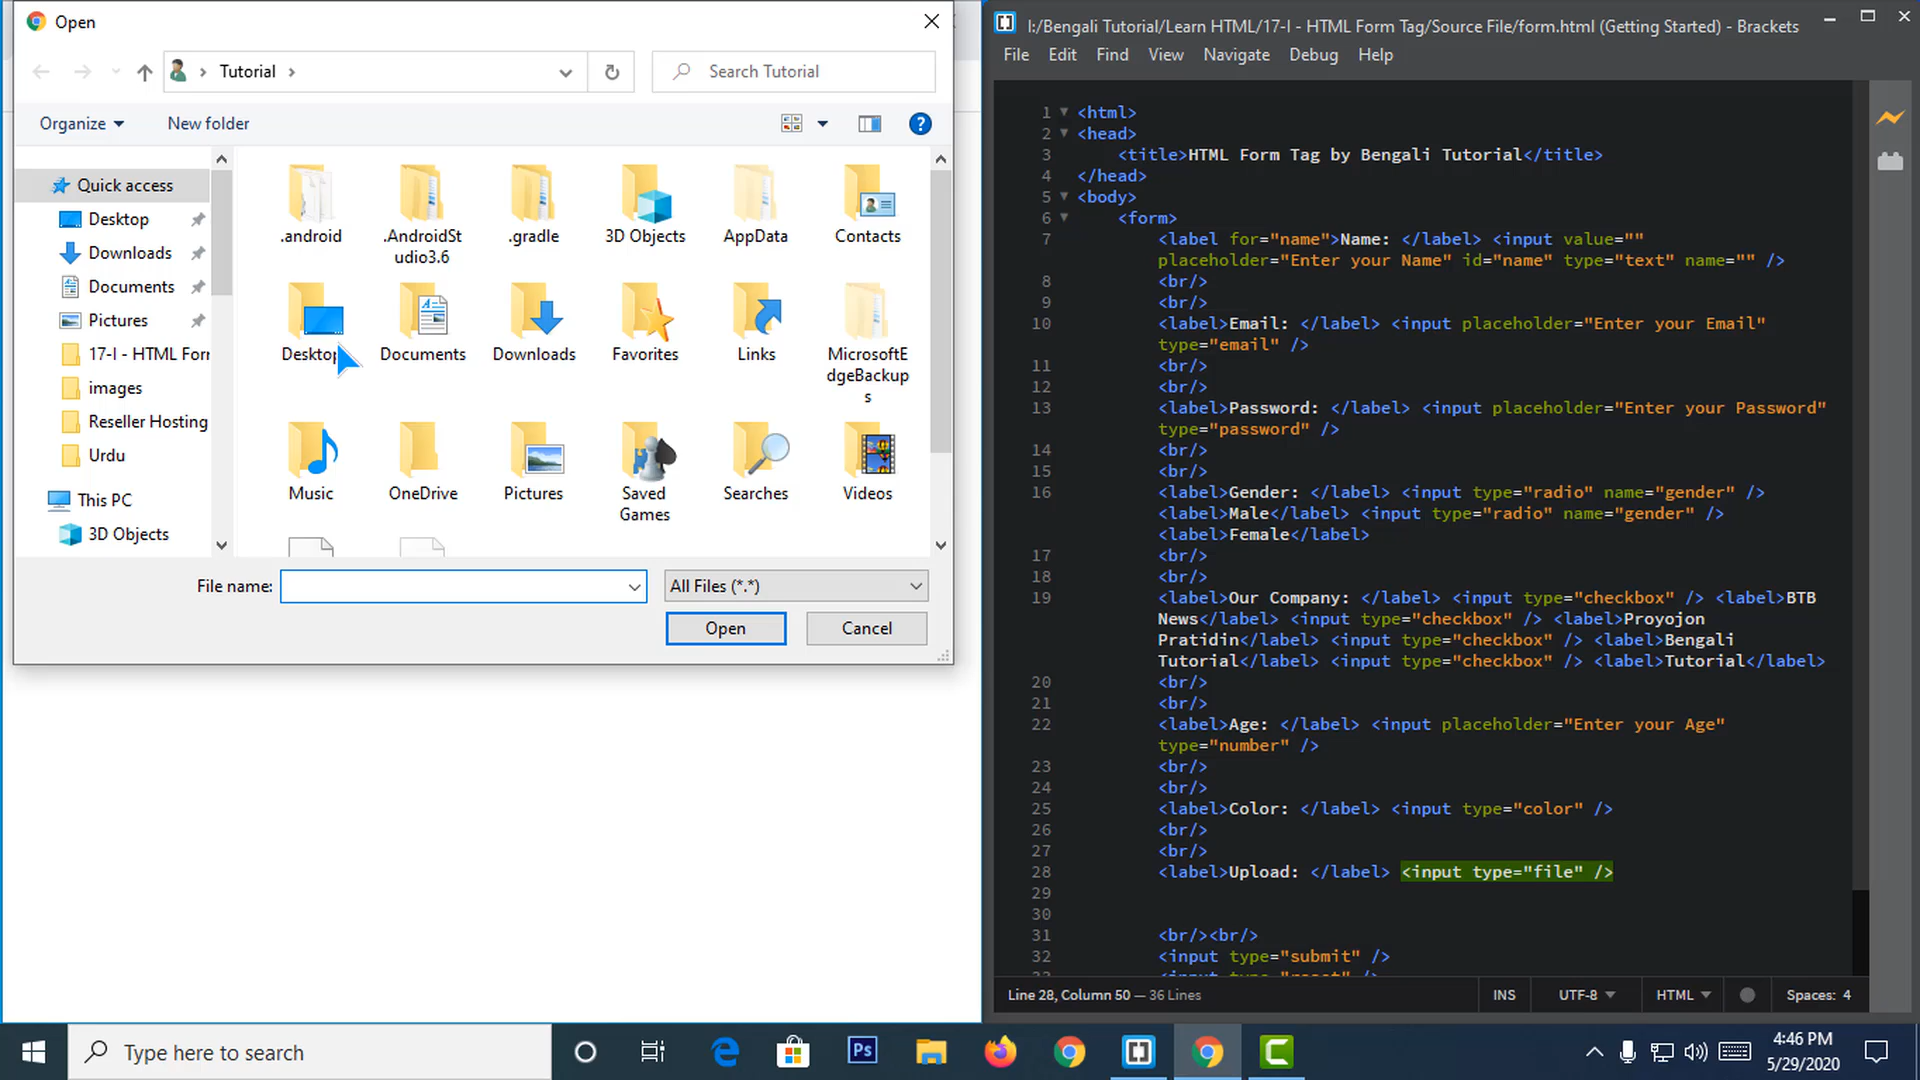 Open
Tutorial
Search Tutorial
Organize
New folder
Quick access
Desktop
Downloads
Documents
Pictures
17-I - HTML For
images
Reseller Hosting
Urdu
This PC
3D Objects
.android
.AndroidSt
udio3.6
.gradle
3D Objects
AppData
Contacts
Desktop
Documents
Downloads
Favorites
Links
MicrosoftE
dgeBackup
s
Music
OneDrive
Pictures
Saved
Games
Searches
Videos
File name:
All Files (*.*)
Open
Cancel
I:/Bengali Tutorial/Learn HTML/17-I - HTML Form Tag/Source File/form.html (Getting Started) - Brackets
File Edit Find View Navigate Debug Help
1 <html>
2 <head>
3 <title>HTML Form Tag by Bengali Tutorial</title>
4 </head>
5 <body>
6 <form>
7 <label for="name">Name: </label> <input value=""
placeholder="Enter your Name" id="name" type="text" name="" />
8 <br/>
9 <br/>
10 <label>Email: </label> <input placeholder="Enter your Email"
type="email" />
11 <br/>
12 <br/>
13 <label>Password: </label> <input placeholder="Enter your Password"
type="password" />
14 <br/>
15 <br/>
16 <label>Gender: </label> <input type="radio" name="gender" />
<label>Male</label> <input type="radio" name="gender" />
<label>Female</label>
17 <br/>
18 <br/>
19 <label>Our Company: </label> <input type="checkbox" /> <label>BTB
News</label> <input type="checkbox" /> <label>Proyojon
Pratidin</label> <input type="checkbox" /> <label>Bengali
Tutorial</label> <input type="checkbox" /> <label>Tutorial</label>
20 <br/>
21 <br/>
22 <label>Age: </label> <input placeholder="Enter your Age"
type="number" />
23 <br/>
24 <br/>
25 <label>Color: </label> <input type="color" />
26 <br/>
27 <br/>
28 <label>Upload: </label> <input type="file" />
29
30
31 <br/><br/>
32 <input type="submit" />
33 <input type="reset" />
Line 28, Column 50 — 36 Lines
INS
UTF-8
HTML
Spaces: 4
Type here to search
Ps
4:46 PM
5/29/2020